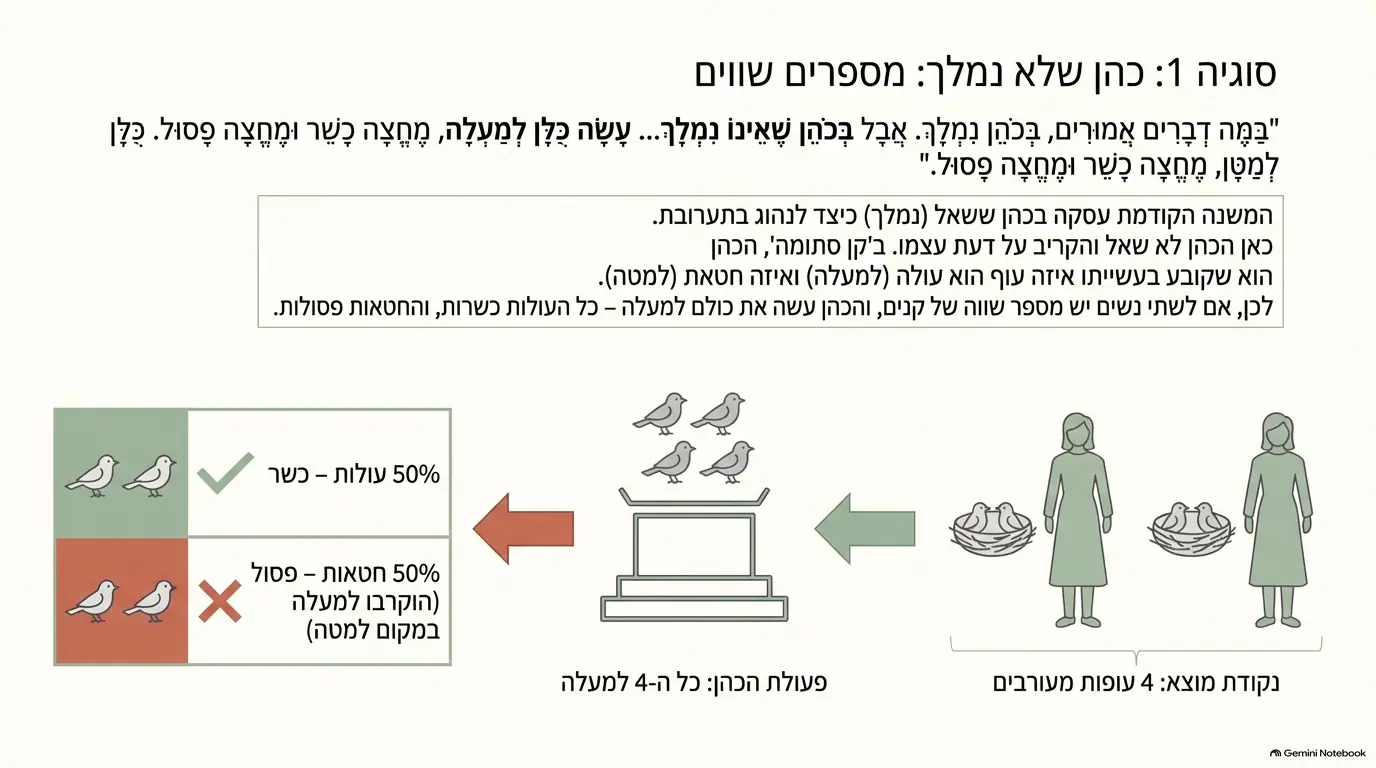 סוגיה 1: כהן שלא נמלך: מספרים שווים
"בַּמֶּה דְבָרִים אֲמוּרִים, בְּכֹהֵן נִמְלָךְ. אֲבָל בְּכֹהֵן שֶׁאֵינוֹ נִמְלָךְ... עָשָׂה כֻלָּן לְמַעְלָה, מֶחֱצָה כָשֵׁר וּמֶחֱצָה פָסוּל. כֻּלָּן
לְמַטָּן, מֶחֱצָה כָשֵׁר וּמֶחֱצָה פָסוּל."
המשנה הקודמת עסקה בכהן ששאל (נמלך) כיצד לנהוג בתערובת.
כאן הכהן לא שאל והקריב על דעת עצמו. ב'קן סתומה', הכהן
הוא שקובע בעשייתו איזה עוף הוא עולה (למעלה) ואיזה חטאת (למטה).
לכן, אם לשתי נשים יש מספר שווה של קנים, והכהן עשה את כולם למעלה – כל העולות כשרות, והחטאות פסולות.
נקודת מוצא: 4 עופות מעורבים
פעולת הכהן: כל ה-4 למעלה
50% עולות – כשר
50% חטאות – פסול
(הוקרבו למעלה
במקום למטה)
Gemini Notebook